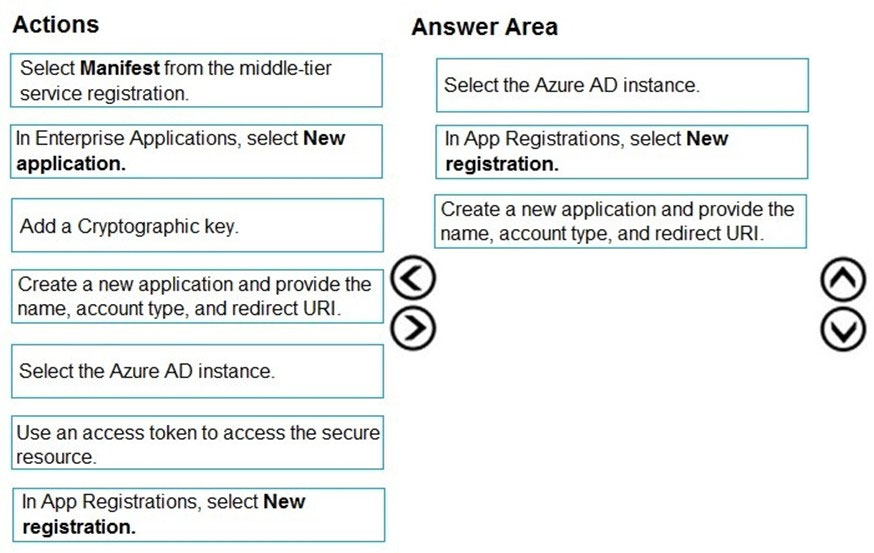 Actions
Select Manifest from the middle-tier
service registration.
In Enterprise Applications, select New
application.
Add a Cryptographic key.
Create a new application and provide the
name, account type, and redirect URI.
Select the Azure AD instance.
Use an access token to access the secure
resource.
In App Registrations, select New
registration.
Answer Area
Select the Azure AD instance.
In App Registrations, select New
registration.
Create a new application and provide the
name, account type, and redirect URI.